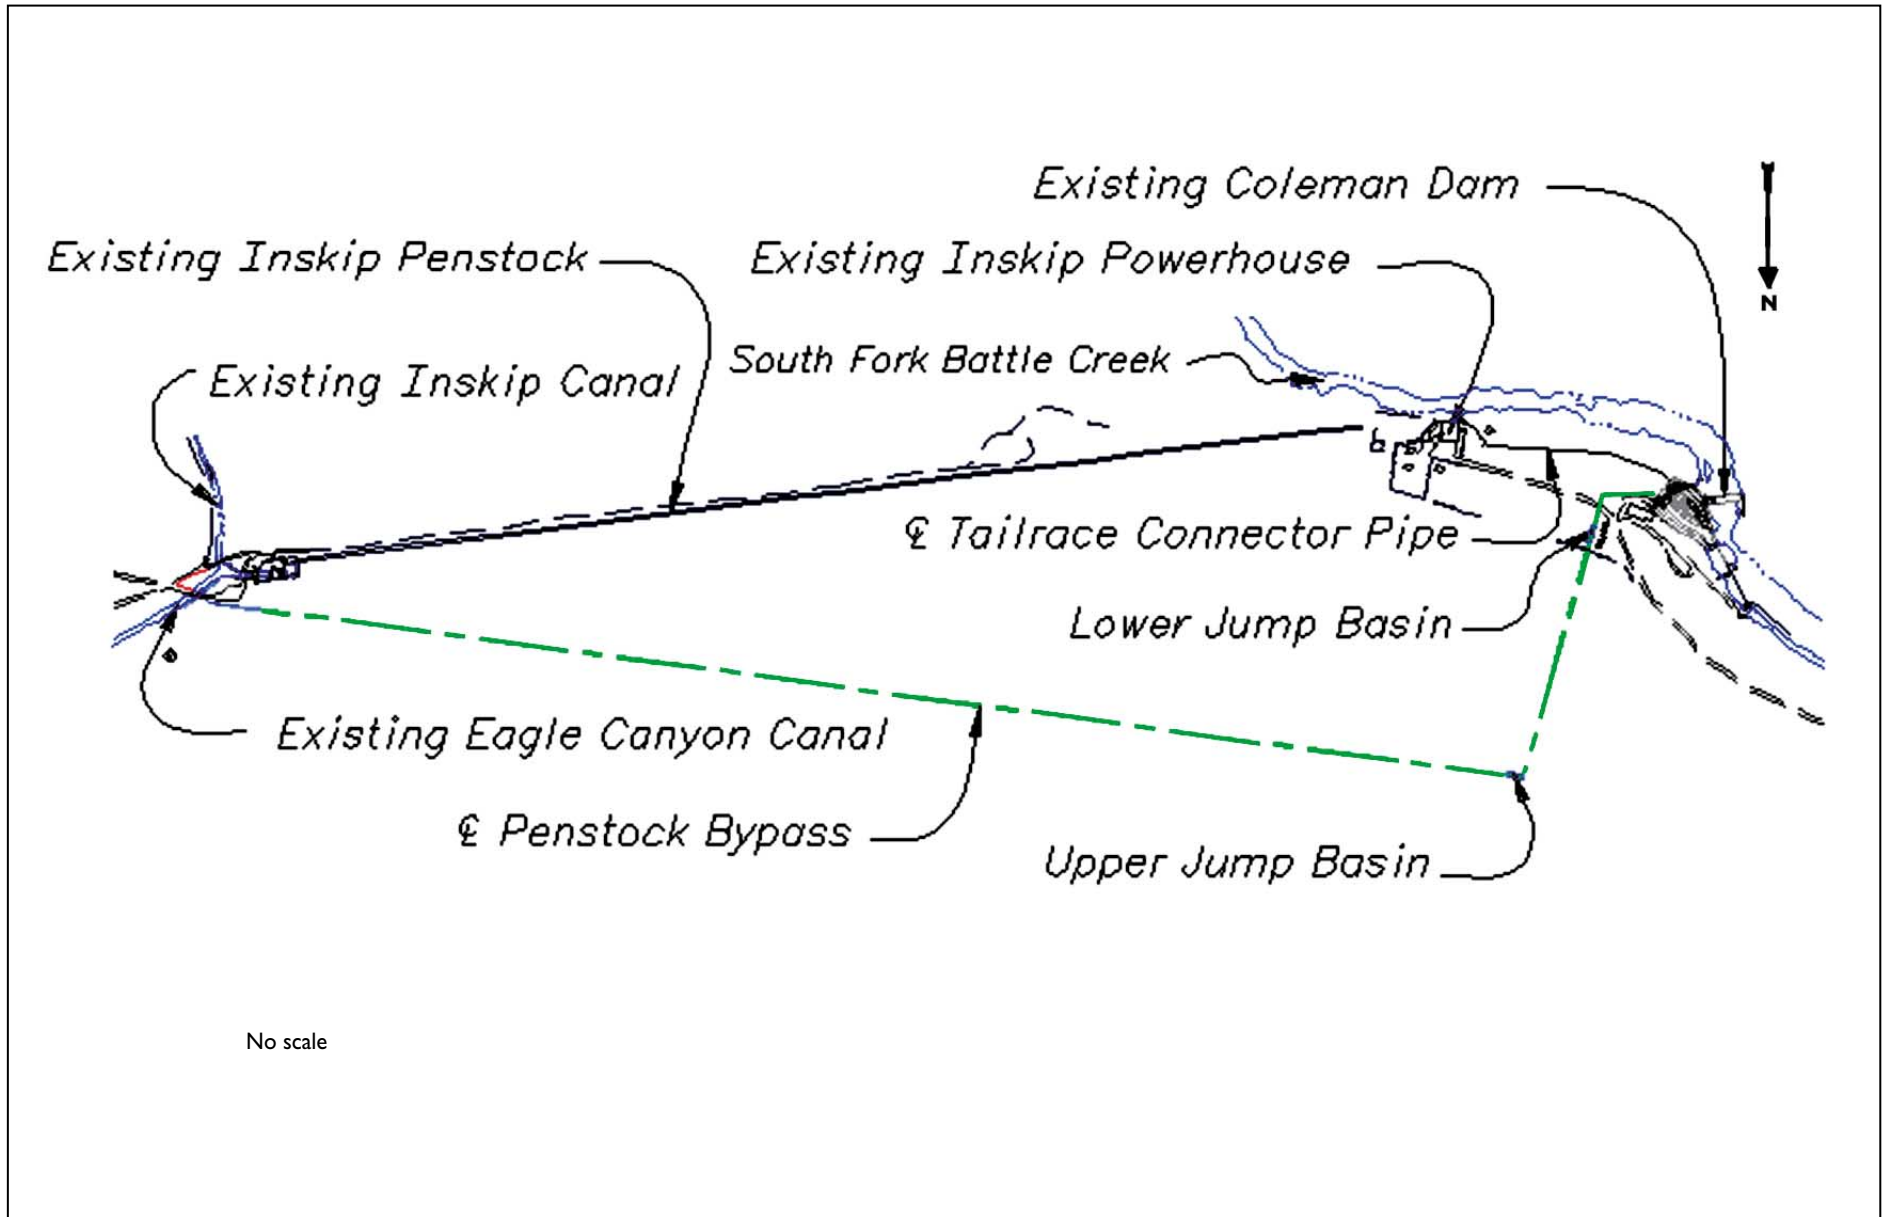 Existing Coleman Dam
Existing Inskip Penstock
Existing Inskip Powerhouse
N
South Fork Battle Creek
Existing Inskip Canal
℄ Tailrace Connector Pipe
Lower Jump Basin
Existing Eagle Canyon Canal
℄ Penstock Bypass
Upper Jump Basin
No scale